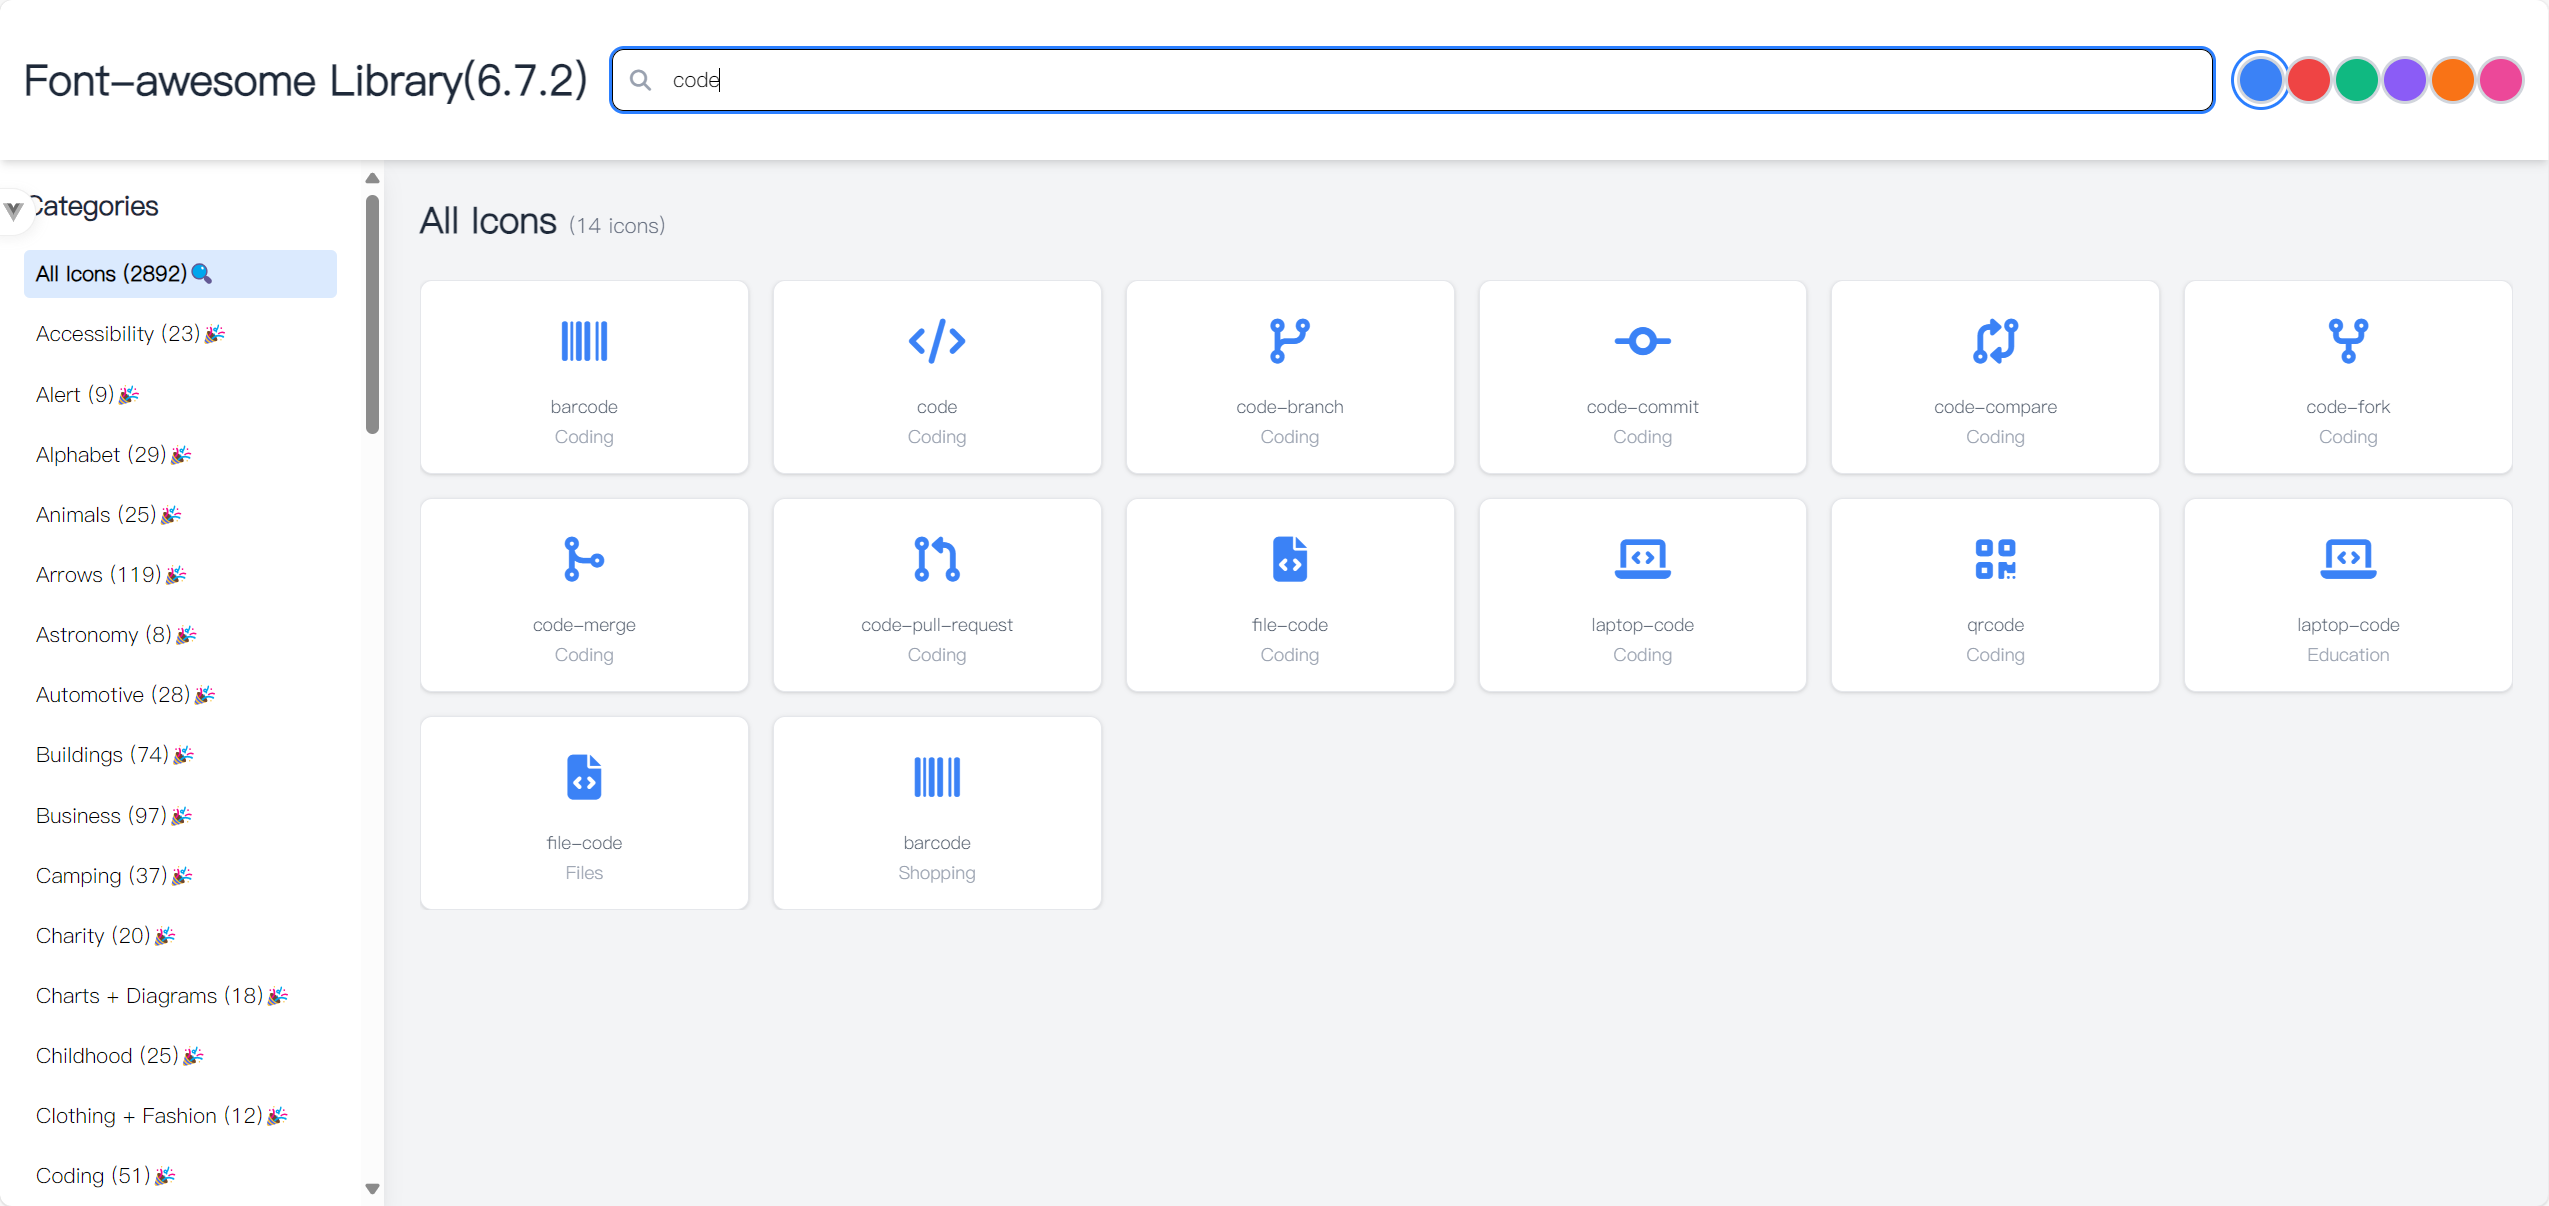 Font-awesome Library(6.7.2)
code
Categories
All Icons (2892)🔍
Accessibility (23)🎉
Alert (9)🎉
Alphabet (29)🎉
Animals (25)🎉
Arrows (119)🎉
Astronomy (8)🎉
Automotive (28)🎉
Buildings (74)🎉
Business (97)🎉
Camping (37)🎉
Charity (20)🎉
Charts + Diagrams (18)🎉
Childhood (25)🎉
Clothing + Fashion (12)🎉
Coding (51)🎉
All Icons (14 icons)
barcode
Coding
code
Coding
code-branch
Coding
code-commit
Coding
code-compare
Coding
code-fork
Coding
code-merge
Coding
code-pull-request
Coding
file-code
Coding
laptop-code
Coding
qrcode
Coding
laptop-code
Education
file-code
Files
barcode
Shopping